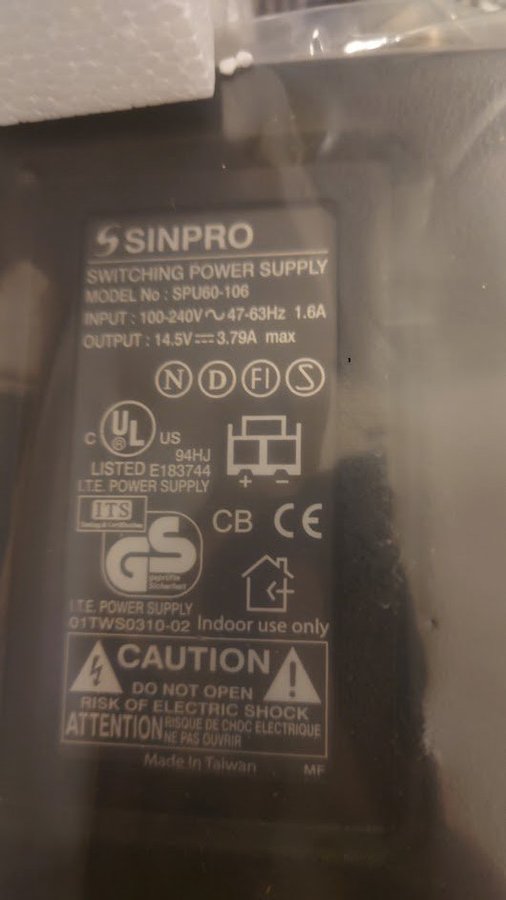 SINPRO
SWITCHING POWER SUPPLY
MODEL No : SPU60-106
INPUT : 100-240V~47-63Hz 1.6A
OUTPUT : 14.5V⎓3.79A max
N D FI S
C UL ® US
94HJ
LISTED E183744
I.T.E. POWER SUPPLY
+ -
ITS
CB CE
GS
geprüfte
Sicherheit
I.T.E. POWER SUPPLY
01TWS0310-02 Indoor use only
CAUTION
DO NOT OPEN
RISK OF ELECTRIC SHOCK
ATTENTION RISQUE DE CHOC ELECTRIQUE
NE PAS OUVRIR
Made In Taiwan MF